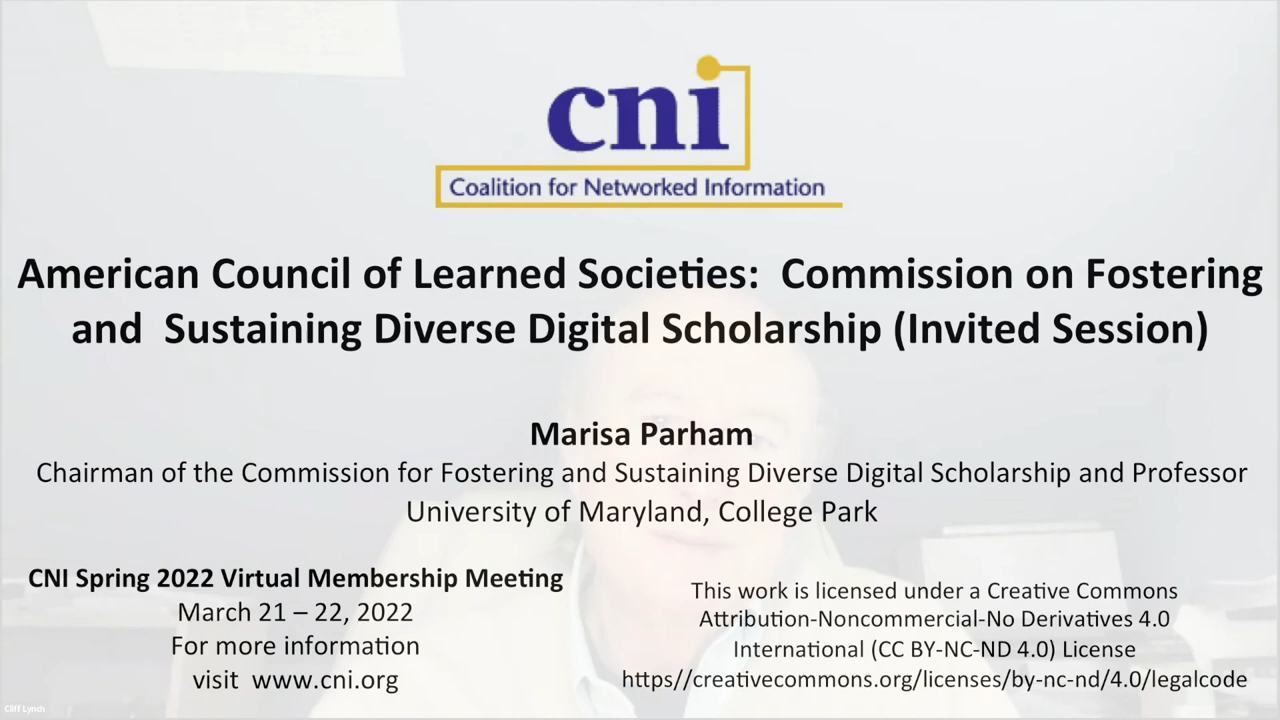 cni
Coalition for Networked Information
American Council of Learned Societies:  Commission on Fostering
and  Sustaining Diverse Digital Scholarship (Invited Session)
Marisa Parham
Chairman of the Commission for Fostering and Sustaining Diverse Digital Scholarship and Professor
University of Maryland, College Park
CNI Spring 2022 Virtual Membership Meeting
March 21 – 22, 2022
For more information
visit  www.cni.org
This work is licensed under a Creative Commons
Attribution-Noncommercial-No Derivatives 4.0
International (CC BY-NC-ND 4.0) License
https//creativecommons.org/licenses/by-nc-nd/4.0/legalcode
Cliff Lynch